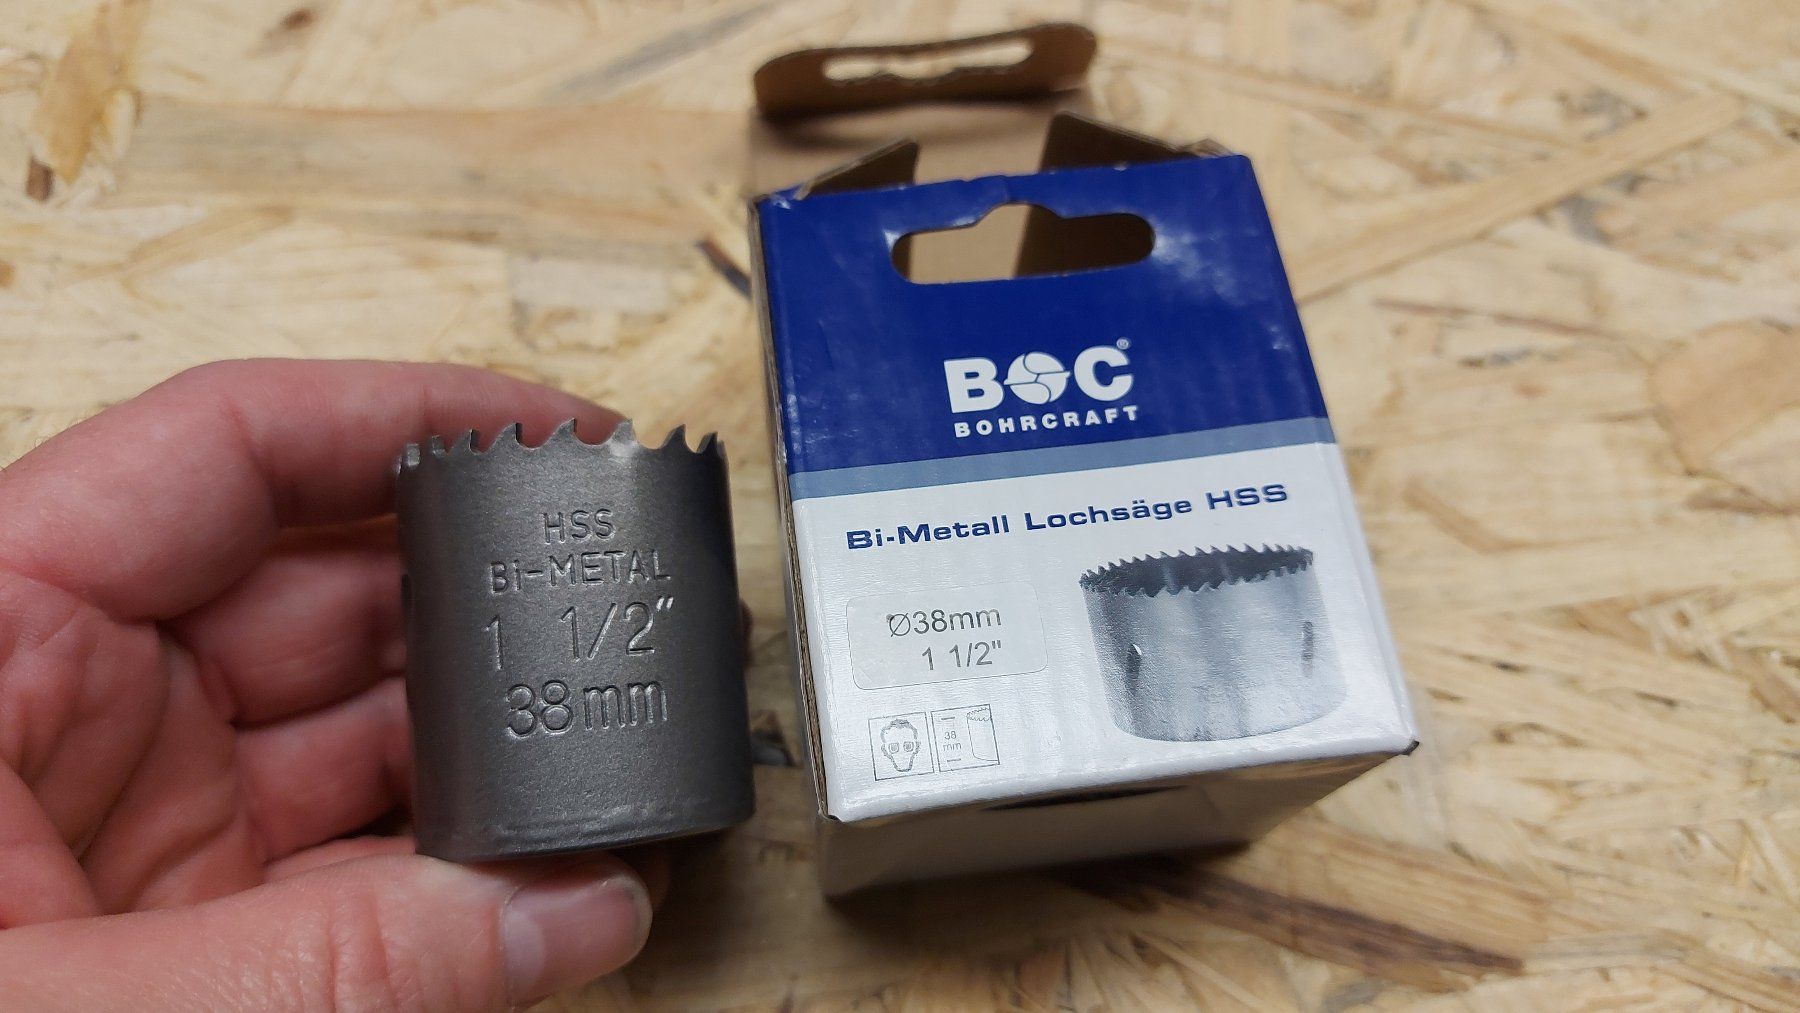 HSS
Bi-METAL
1 1/2"
38mm
BOC®
BOHRCRAFT
Bi-Metall Lochsäge HSS
Ø38mm
1 1/2"
38
mm